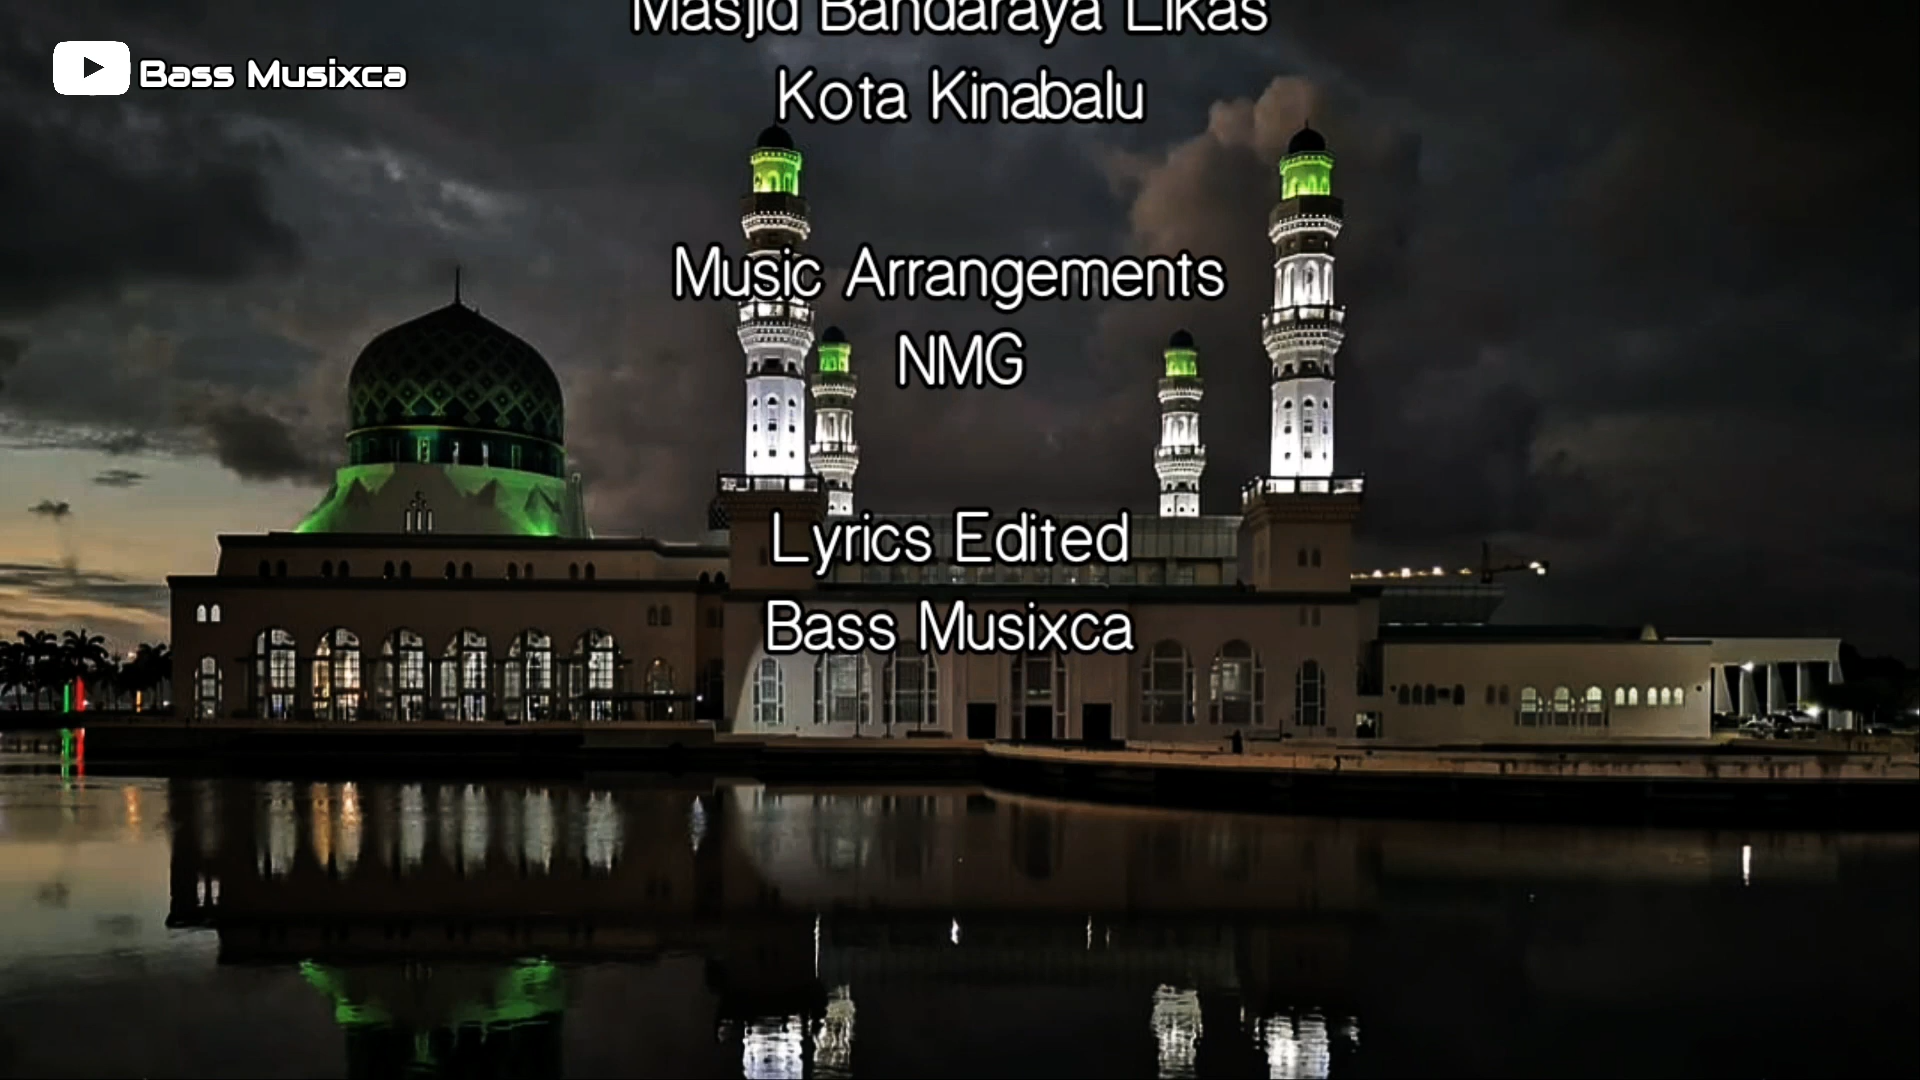 Masjid Bandaraya Likas
Bass Musixca
Kota Kinabalu
Music Arrangements
NMG
Lyrics Edited
Bass Musixca